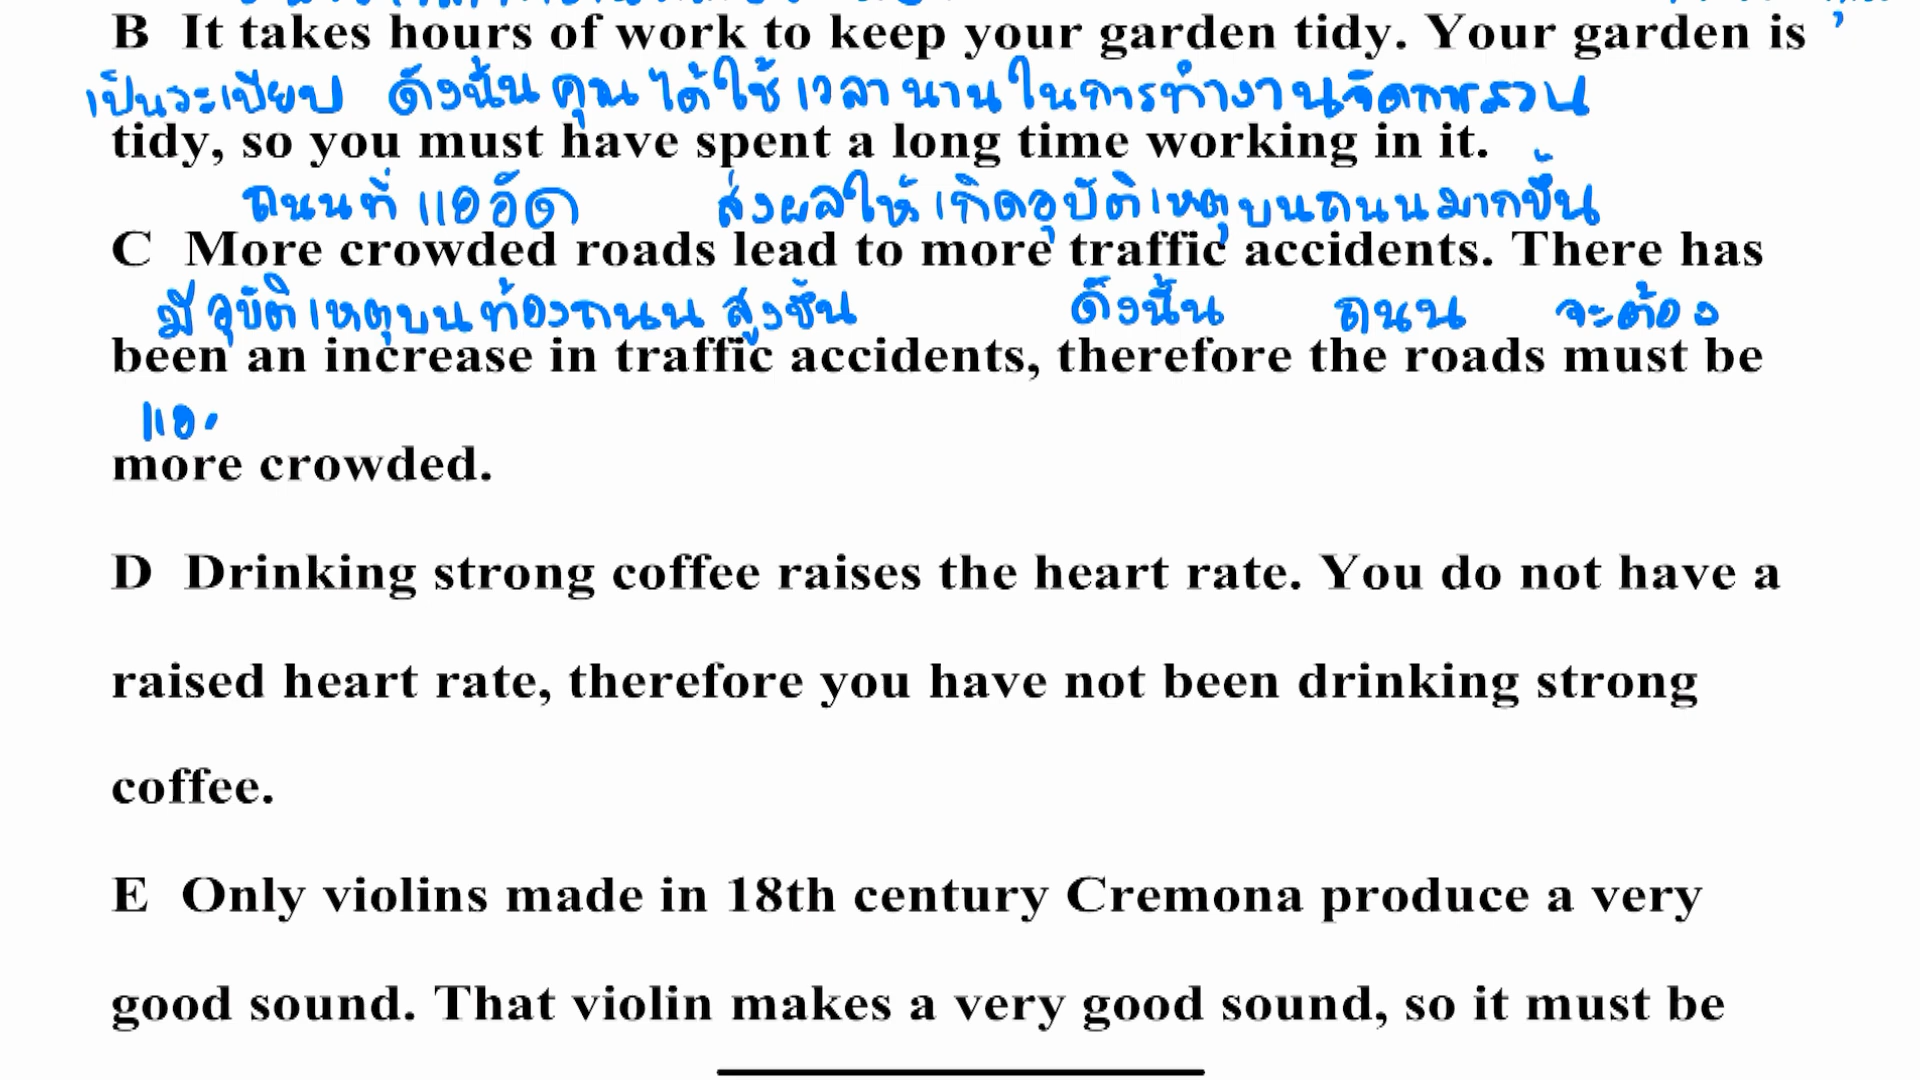 B It takes hours of work to keep your garden tidy. Your garden is
เป็นระเบียบ ดังนั้น คุณ ได้ใช้ เวลา นาน ในการทำงานจัดการสวน
tidy, so you must have spent a long time working in it.
ถนนที่ แออัด ส่งผลให้ เกิดอุบัติเหตุบนถนนมากขึ้น
C More crowded roads lead to more traffic accidents. There has
มี อุบัติเหตุบน ท้องถนน สูงขึ้น ดังนั้น ถนน จะต้อง
been an increase in traffic accidents, therefore the roads must be
แอ
more crowded.
D Drinking strong coffee raises the heart rate. You do not have a
raised heart rate, therefore you have not been drinking strong
coffee.
E Only violins made in 18th century Cremona produce a very
good sound. That violin makes a very good sound, so it must be